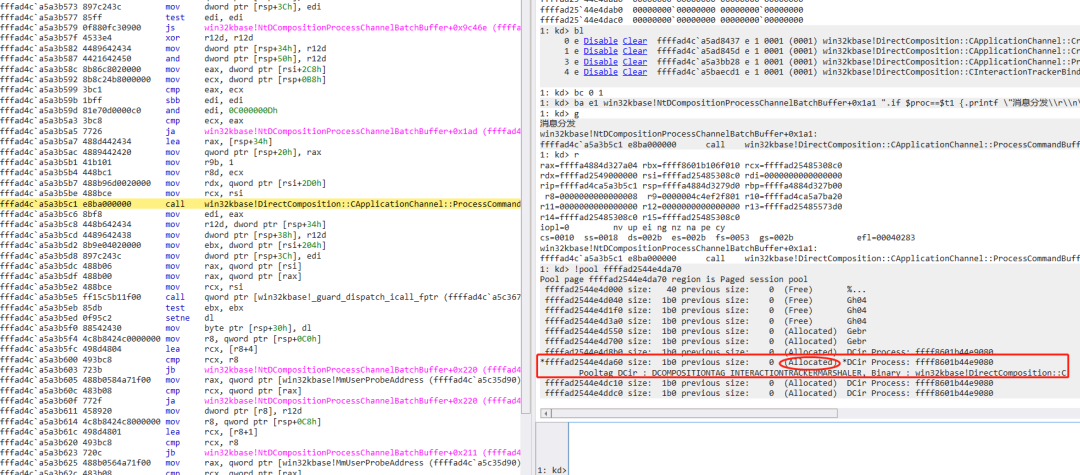 fffad4c`a5a3b573 897c243c mov dword ptr [rsp+3Ch], edi
fffad4c`a5a3b577 85ff test edi, edi
fffad4c`a5a3b579 0f880fc30900 js win32kbase!NtDCompositionProcessChannelBatchBuffer+0x9c46e (ffffad4
fffad4c`a5a3b57f 4533e4 xor r12d, r12d
fffad4c`a5a3b582 4489642434 mov dword ptr [rsp+34h], r12d
fffad4c`a5a3b587 4421642450 and dword ptr [rsp+50h], r12d
fffad4c`a5a3b58c 8b86c8020000 mov eax, dword ptr [rsi+2C8h]
fffad4c`a5a3b592 8b8c24b8000000 mov ecx, dword ptr [rsp+0B8h]
fffad4c`a5a3b599 3bc1 cmp eax, ecx
fffad4c`a5a3b59b 1bff sbb edi, edi
fffad4c`a5a3b59d 81e70d0000c0 and edi, 0C000000Dh
fffad4c`a5a3b5a3 3bc8 cmp ecx, eax
fffad4c`a5a3b5a5 7726 ja win32kbase!NtDCompositionProcessChannelBatchBuffer+0x1ad (ffffad4c
fffad4c`a5a3b5a7 488d442434 lea rax, [rsp+34h]
fffad4c`a5a3b5ac 4889442420 mov qword ptr [rsp+20h], rax
fffad4c`a5a3b5b1 41b101 mov r9b, 1
fffad4c`a5a3b5b4 448bc1 mov r8d, ecx
fffad4c`a5a3b5b7 488b96d0020000 mov rdx, qword ptr [rsi+2D0h]
fffad4c`a5a3b5be 488bce mov rcx, rsi
fffad4c`a5a3b5c1 e8ba000000 call win32kbase!DirectComposition::CApplicationChannel::ProcessCommand
fffad4c`a5a3b5c6 8bf8 mov edi, eax
fffad4c`a5a3b5c8 448b642434 mov r12d, dword ptr [rsp+34h]
fffad4c`a5a3b5cd 4489642438 mov dword ptr [rsp+38h], r12d
fffad4c`a5a3b5d2 8b9e04020000 mov ebx, dword ptr [rsi+204h]
fffad4c`a5a3b5d8 897c243c mov dword ptr [rsp+3Ch], edi
fffad4c`a5a3b5dc 488b06 mov rax, qword ptr [rsi]
fffad4c`a5a3b5df 488b00 mov rax, qword ptr [rax]
fffad4c`a5a3b5e2 488bce mov rcx, rsi
fffad4c`a5a3b5e5 ff15c5b11f00 call qword ptr [win32kbase!_guard_dispatch_icall_fptr (ffffad4c`a5c367
fffad4c`a5a3b5eb 85db test ebx, ebx
fffad4c`a5a3b5ed 0f95c2 setne dl
fffad4c`a5a3b5f0 88542430 mov byte ptr [rsp+30h], dl
fffad4c`a5a3b5f4 4c8b8424c0000000 mov r8, qword ptr [rsp+0C0h]
fffad4c`a5a3b5fc 498d4804 lea rcx, [r8+4]
fffad4c`a5a3b600 493bc8 cmp rcx, r8
fffad4c`a5a3b603 723b jb win32kbase!NtDCompositionProcessChannelBatchBuffer+0x220 (ffffad4c
fffad4c`a5a3b605 488b0584a71f00 mov rax, qword ptr [win32kbase!MmUserProbeAddress (ffffad4c`a5c35d90)]
fffad4c`a5a3b60c 483b08 cmp rcx, qword ptr [rax]
fffad4c`a5a3b60f 772f ja win32kbase!NtDCompositionProcessChannelBatchBuffer+0x220 (ffffad4c
fffad4c`a5a3b611 458920 mov dword ptr [r8], r12d
fffad4c`a5a3b614 4c8b8424c8000000 mov r8, qword ptr [rsp+0C8h]
fffad4c`a5a3b61c 498d4801 lea rcx, [r8+1]
fffad4c`a5a3b620 493bc8 cmp rcx, r8
fffad4c`a5a3b623 720c jb win32kbase!NtDCompositionProcessChannelBatchBuffer+0x211 (ffffad4c
fffad4c`a5a3b625 488b0564a71f00 mov rax, qword ptr [win32kbase!MmUserProbeAddress (ffffad4c`a5c35d90)]
fffad4c`a5a3b62c 483b08 cmp rcx, qword ptr [rax]
ffffad25`44e4dab0 00000000`00000000 00000000`00000000
ffffad25`44e4dac0 00000000`00000000 00000000`00000000
1: kd> bl
0 e Disable Clear ffffad4c`a5ad8437 e 1 0001 (0001) win32kbase!DirectComposition::CApplicationChannel::Cr
1 e Disable Clear ffffad4c`a5ad845d e 1 0001 (0001) win32kbase!DirectComposition::CApplicationChannel::Cr
3 e Disable Clear ffffad4c`a5a3bb28 e 1 0001 (0001) win32kbase!DirectComposition::CApplicationChannel::Pr
4 e Disable Clear ffffad4c`a5baecd1 e 1 0001 (0001) win32kbase!DirectComposition::CInteractionTrackerBind
1: kd> bc 0 1
1: kd> ba e1 win32kbase!NtDCompositionProcessChannelBatchBuffer+0x1a1 ".if $proc==$t1 {.printf \"消息分发\\r\\n\
1: kd> g
消息分发
win32kbase!NtDCompositionProcessChannelBatchBuffer+0x1a1:
ffffad4c`a5a3b5c1 e8ba000000 call win32kbase!DirectComposition::CApplicationChannel::ProcessCommandBuff
1: kd> r
rax=ffffa4884d327a04 rbx=ffff8601b106f010 rcx=ffffad25485308c0
rdx=ffffad2549000000 rsi=ffffad25485308c0 rdi=0000000000000000
rip=ffffad4ca5a3b5c1 rsp=ffffa4884d3279d0 rbp=ffffa4884d327b00
r8=0000000000000008 r9=0000004c4ef2f801 r10=ffffad4ca5a7ba20
r11=0000000000000000 r12=0000000000000000 r13=ffffad25485573d0
r14=ffffad25485308c0 r15=ffffad25485308c0
iopl=0 nv up ei ng nz na pe cy
cs=0010 ss=0018 ds=002b es=002b fs=0053 gs=002b efl=00040283
win32kbase!NtDCompositionProcessChannelBatchBuffer+0x1a1:
ffffad4c`a5a3b5c1 e8ba000000 call win32kbase!DirectComposition::CApplicationChannel::ProcessCommandBuff
1: kd> !pool ffffad2544e4da70
Pool page ffffad2544e4da70 region is Paged session pool
ffffad2544e4d000 size: 40 previous size: 0 (Free) %...
ffffad2544e4d040 size: 1b0 previous size: 0 (Free) Gh04
ffffad2544e4d1f0 size: 1b0 previous size: 0 (Free) Gh04
ffffad2544e4d3a0 size: 1b0 previous size: 0 (Free) Gh04
ffffad2544e4d550 size: 1b0 previous size: 0 (Allocated) Gebr
ffffad2544e4d700 size: 1b0 previous size: 0 (Allocated) Gebr
ffffad2544e4d8b0 size: 1b0 previous size: 0 (Allocated) DCir Process: ffff8601b44e9080
*ffffad2544e4da60 size: 1b0 previous size: 0 (Allocated) *DCir Process: ffff8601b44e9080
Pooltag DCir : DCOMPOSITIONTAG INTERACTIONTRACKERMARSHALER, Binary : win32kbase!DirectComposition::C
ffffad2544e4dc10 size: 1b0 previous size: 0 (Allocated) DCir Process: ffff8601b44e9080
ffffad2544e4ddc0 size: 1b0 previous size: 0 (Allocated) DCir Process: ffff8601b44e9080
1: kd>